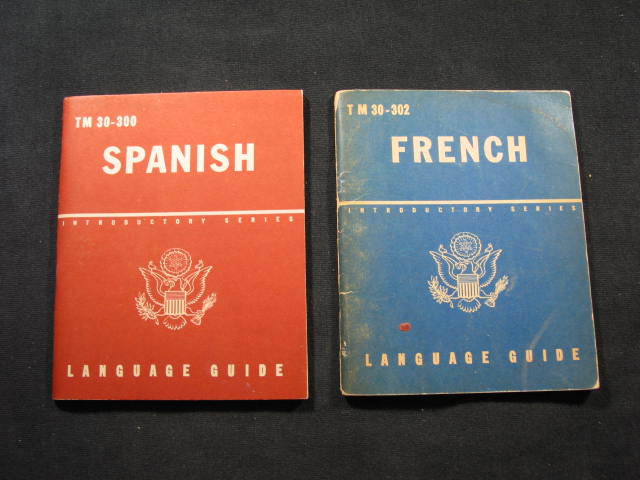 TM 30-300
SPANISH
INTRODUCTORY SERIES
LANGUAGE GUIDE
TM 30-302
FRENCH
INTRODUCTORY SERIES
LANGUAGE GUIDE